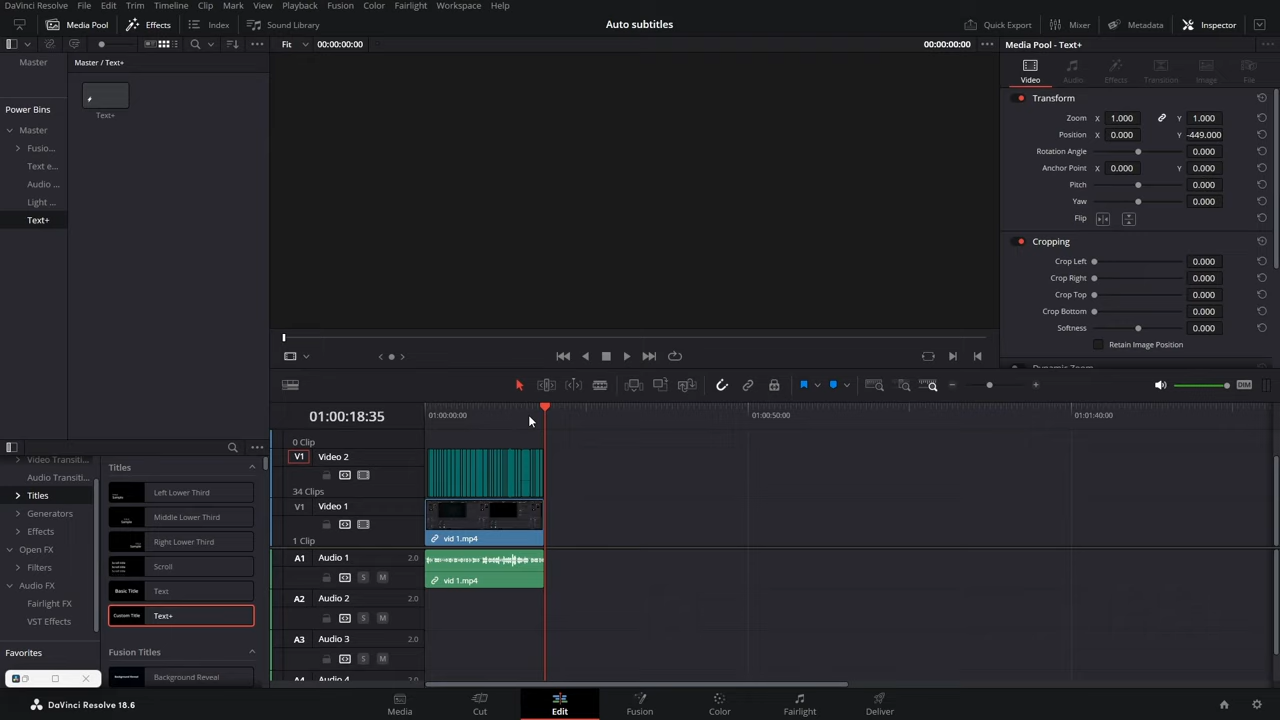 DaVinci Resolve File Edit Trim Timeline Clip Mark View Playback Fusion Color Fairlight Workspace Help
Media Pool Effects Index Sound Library Auto subtitles Quick Export Mixer Metadata Inspector
Fit 00:00:00:00 00:00:00:00 Media Pool - Text+
Master Master / Text+
Video Audio Effects Transition Image File
Power Bins
Master
Fusio...
Text e...
Audio ...
Light ...
Text+
Text+
Transform
Zoom X 1.000 Y 1.000
Position X 0.000 Y -449.000
Rotation Angle 0.000
Anchor Point X 0.000 Y 0.000
Pitch 0.000
Yaw 0.000
Flip
Cropping
Crop Left 0.000
Crop Right 0.000
Crop Top 0.000
Crop Bottom 0.000
Softness 0.000
Retain Image Position
DIM
01:00:18:35 01:00:00:00 01:00:50:00 01:01:40:00
0 Clip
V1 Video 2
34 Clips
V1 Video 1
1 Clip vid 1.mp4
A1 Audio 1 2.0
S M vid 1.mp4
A2 Audio 2 2.0
S M
A3 Audio 3 2.0
S M
A4 Audio 4 2.0
Video Transiti...
Audio Transiti...
Titles
Generators
Effects
Open FX
Filters
Audio FX
Fairlight FX
VST Effects
Favorites
Titles
Left Lower Third
Middle Lower Third
Right Lower Third
Scroll
Basic Title Text
Custom Title Text+
Fusion Titles
Background Reveal
DaVinci Resolve 18.6
Media Cut Edit Fusion Color Fairlight Deliver